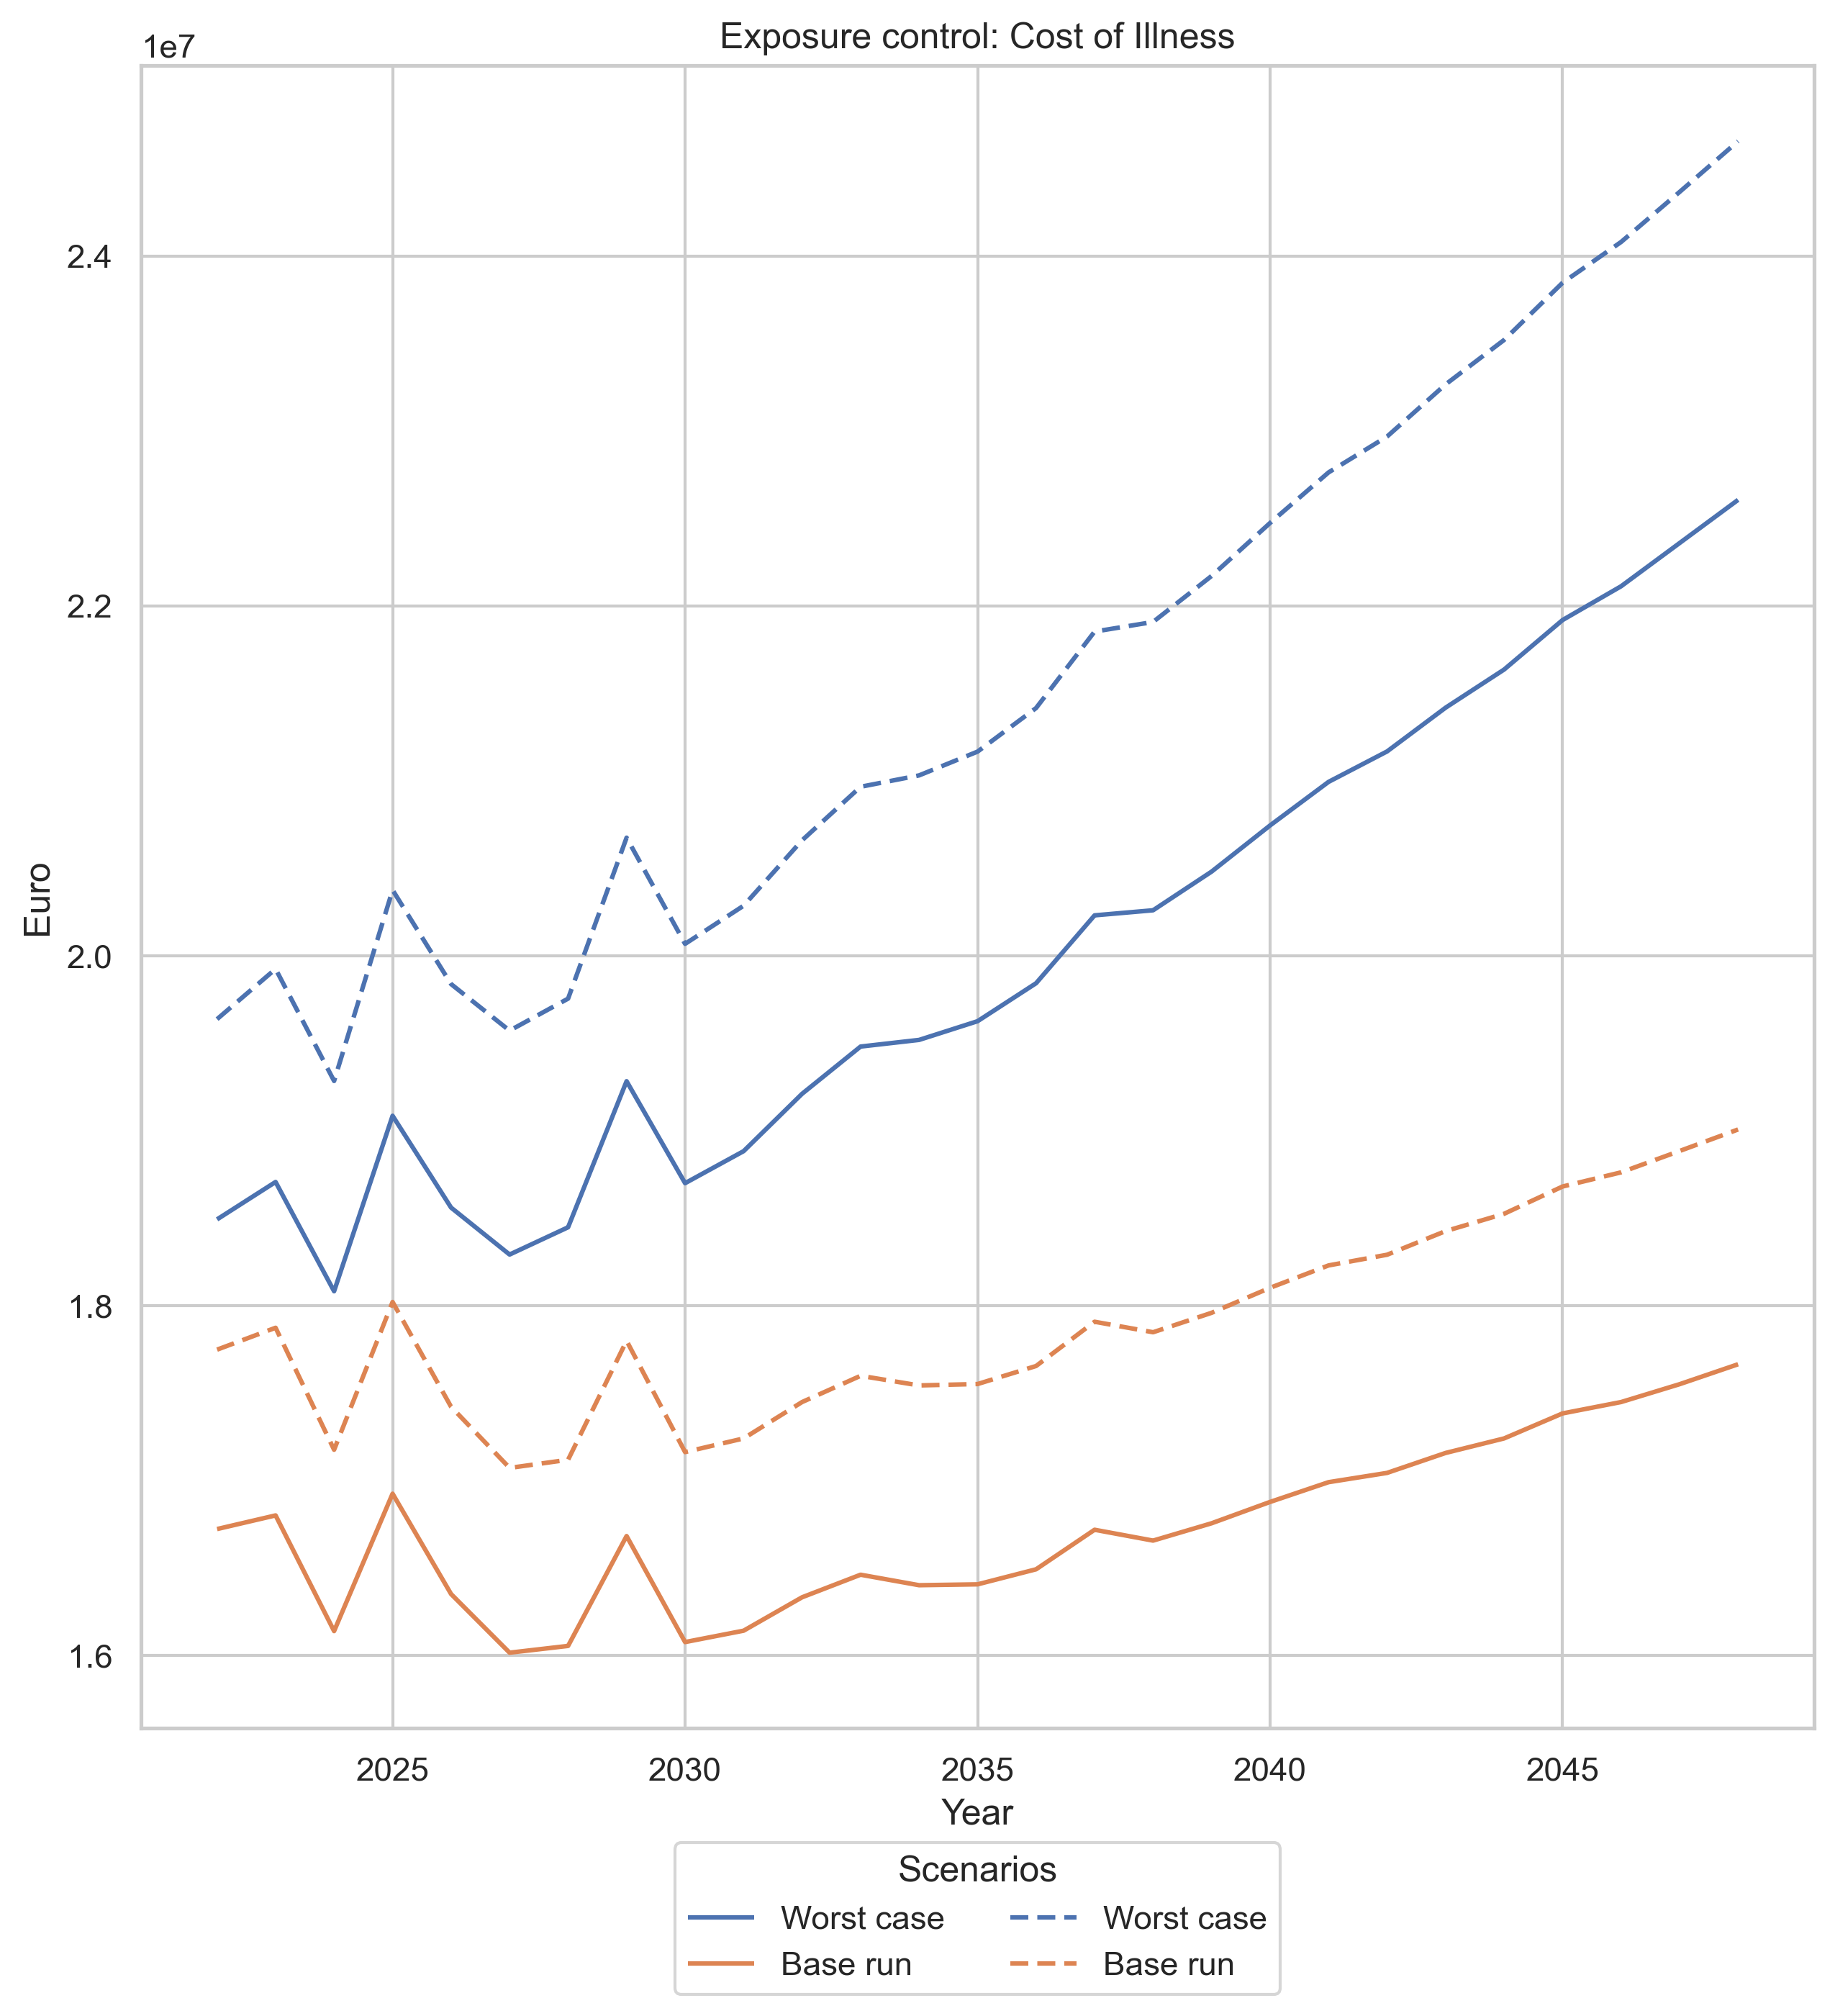 Exposure control: Cost of Illness
1e7
2.4
2.2
2.0
1.8
1.6
Euro
2025 2030 2035 2040 2045
Year
Scenarios
Worst case Worst case
Base run Base run